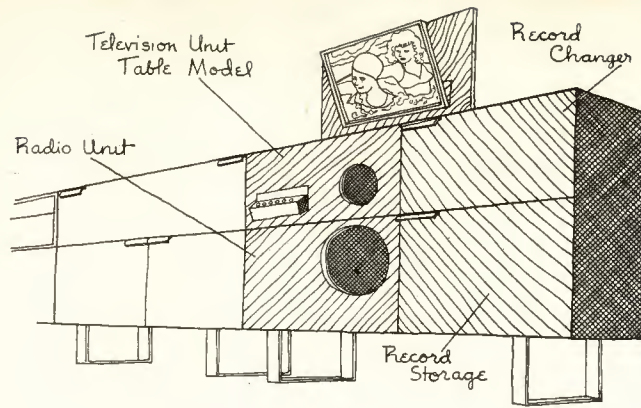 Television Unit
Table Model
Record
Changer
Radio Unit
Record
Storage